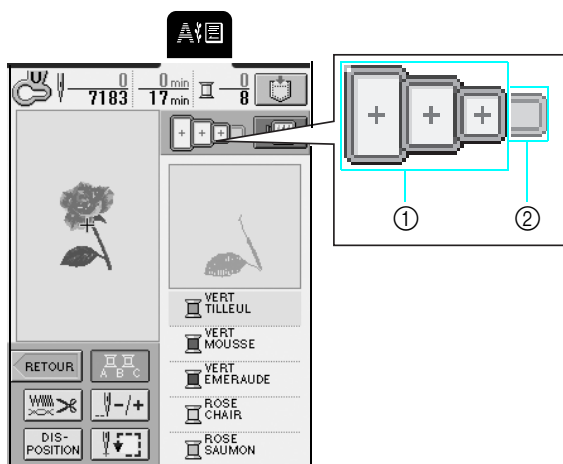 A
U
0
7183
0 min
17 min
0
8
RETOUR
A B C
-/+
DIS-
POSITION
VERT
TILLEUL
VERT
MOUSSE
VERT
EMERAUDE
ROSE
CHAIR
ROSE
SAUMON
①
②